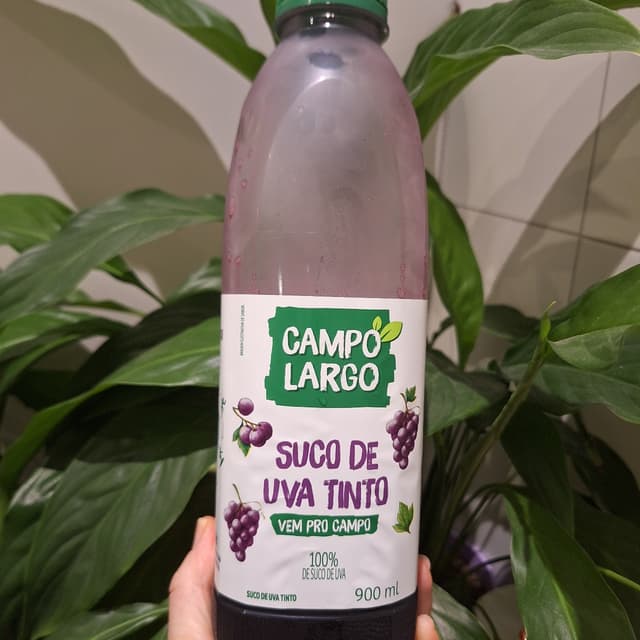 CAMPO
LARGO
SUCO DE
UVA TINTO
VEM PRO CAMPO
100%
DE SUCO DE UVA
SUCO DE UVA TINTO
900 ml